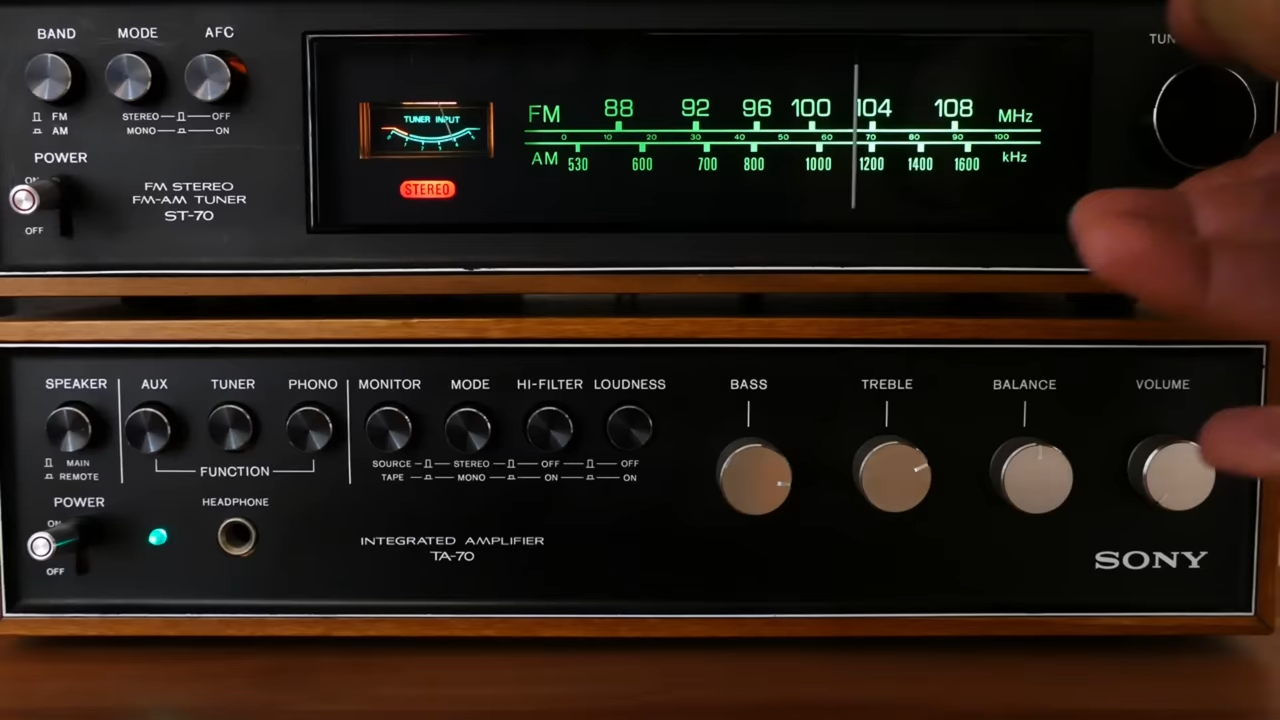 BAND MODE AFC
FM STEREO OFF
AM MONO ON
POWER
ON
OFF
FM STEREO
FM-AM TUNER
ST-70
TUNER INPUT
STEREO
FM 88 92 96 100 104 108 MHz
0 10 20 30 40 50 60 70 80 90 100
AM 530 600 700 800 1000 1200 1400 1600 kHz
SPEAKER AUX TUNER PHONO MONITOR MODE HI-FILTER LOUDNESS BASS TREBLE BALANCE VOLUME
MAIN SOURCE STEREO OFF OFF
REMOTE FUNCTION TAPE MONO ON ON
POWER HEADPHONE
ON
OFF
INTEGRATED AMPLIFIER
TA-70
SONY